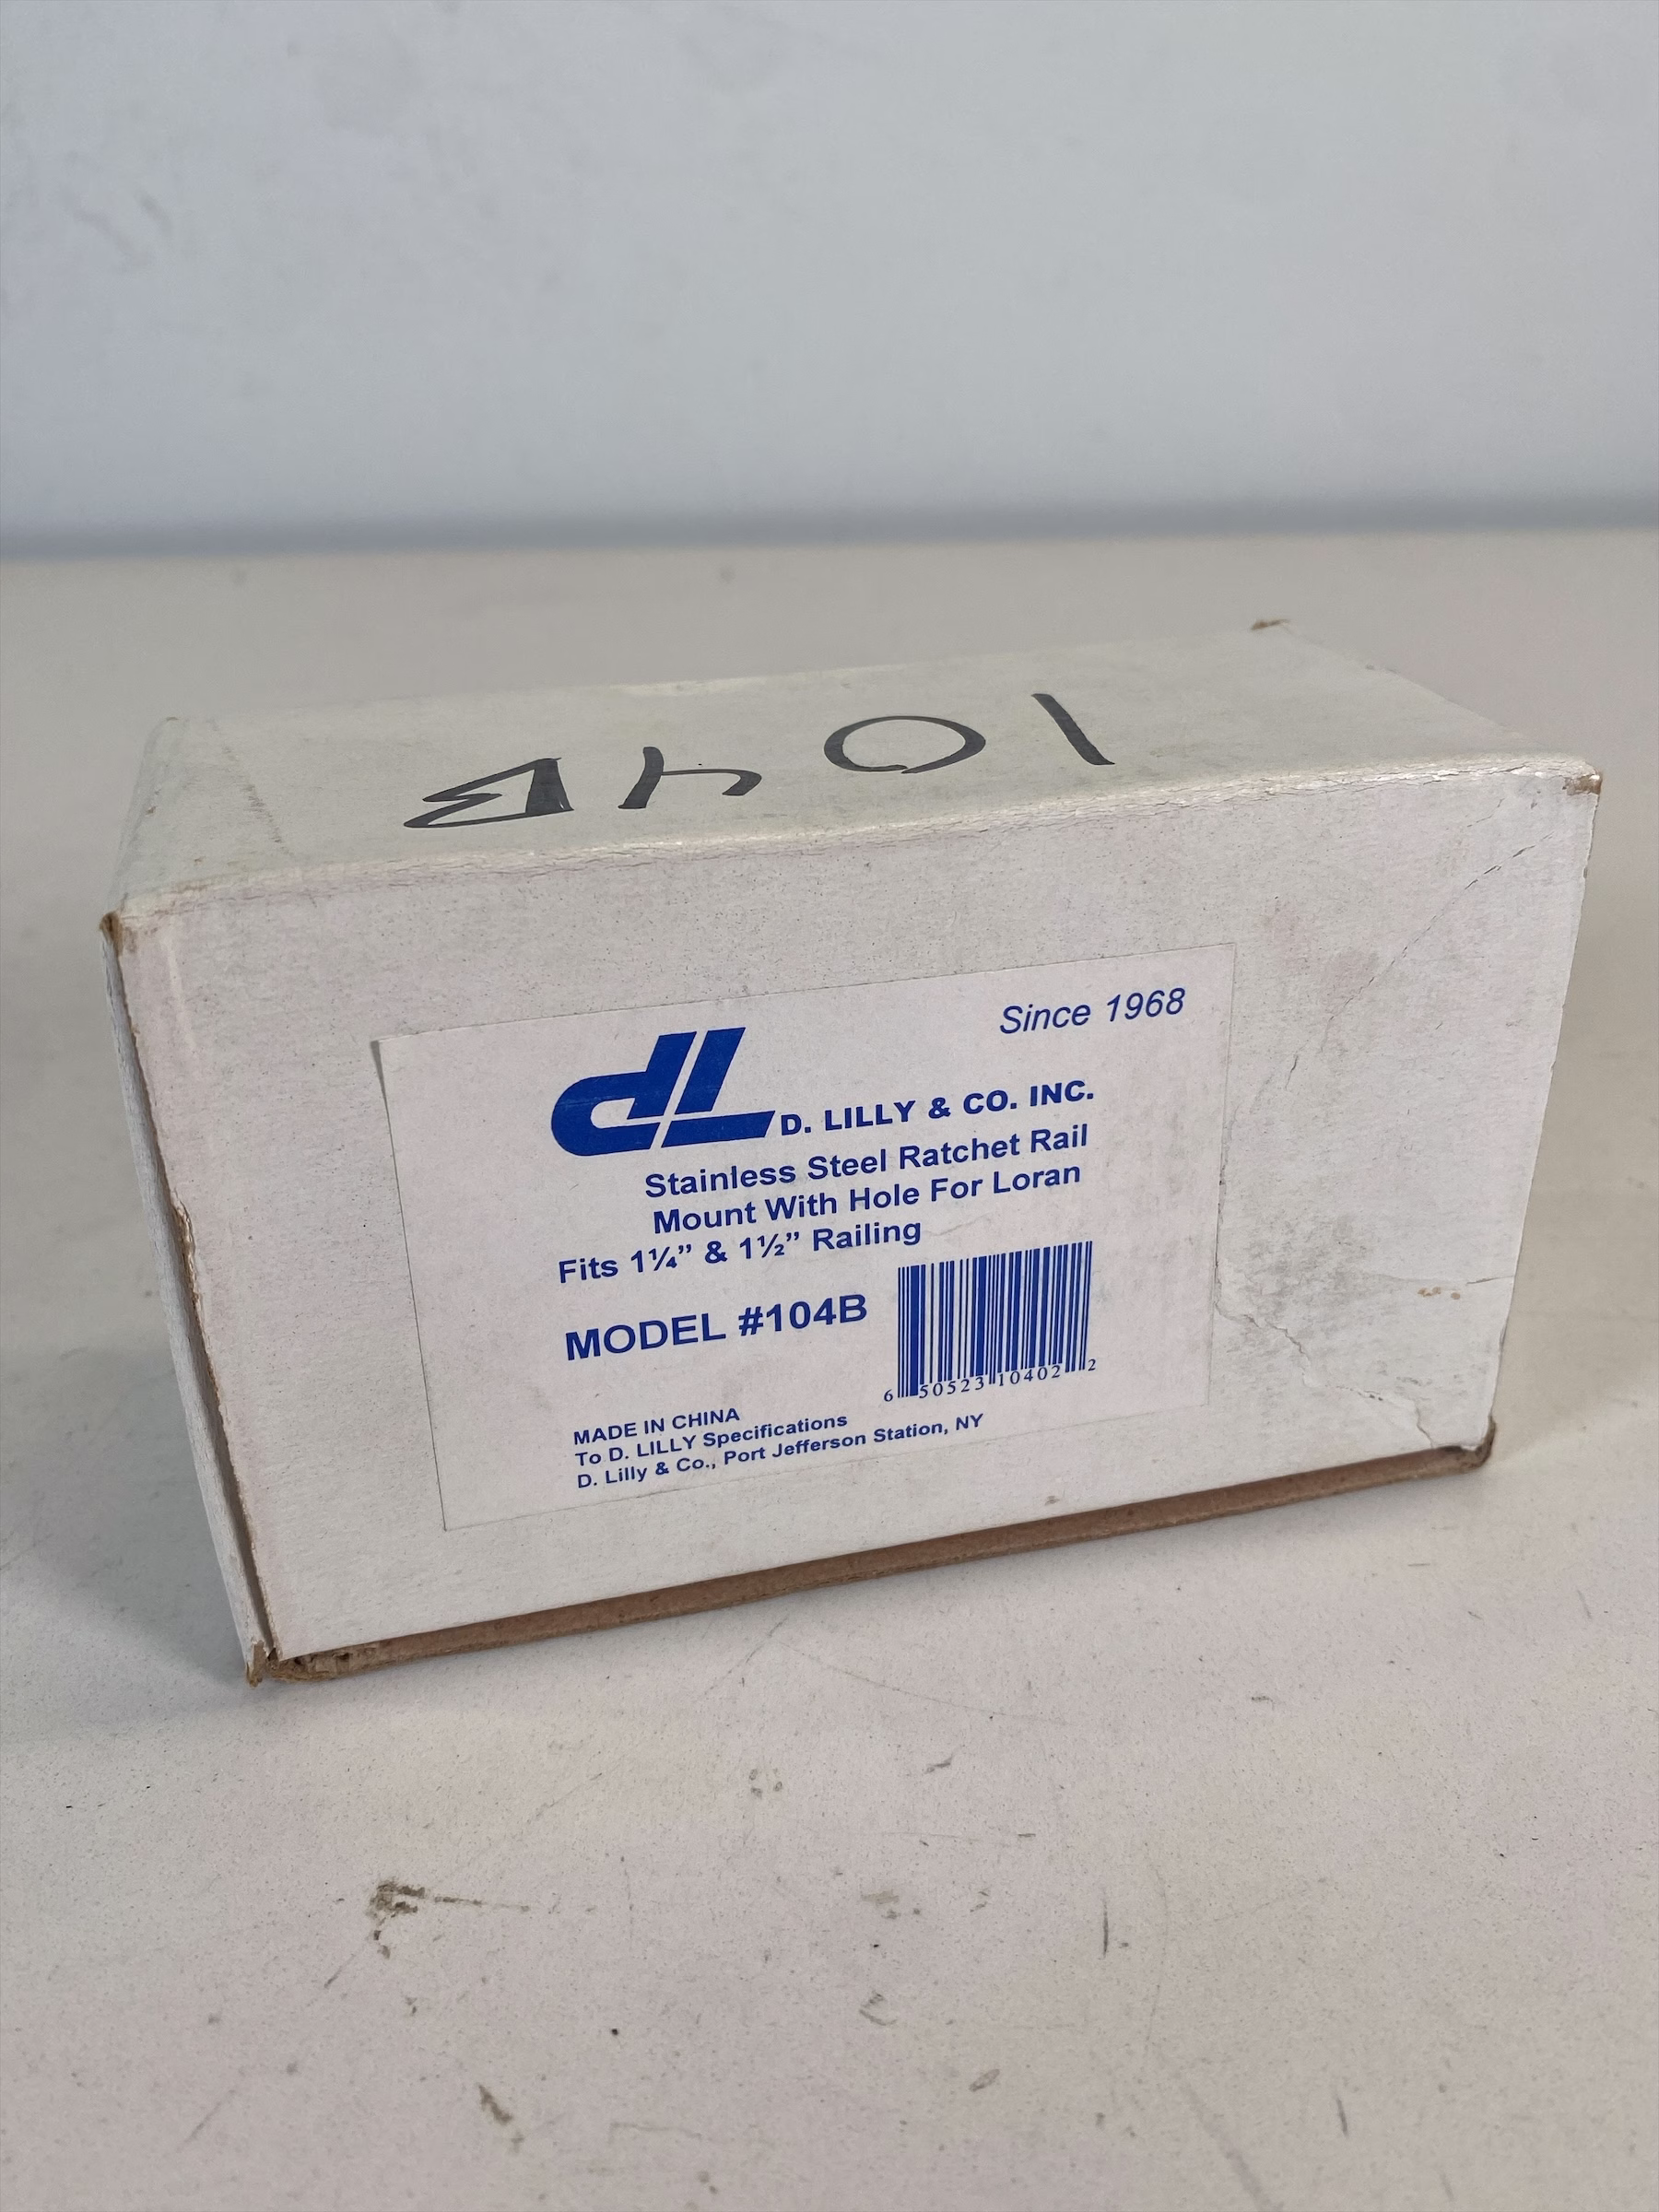 104B
Since 1968
dL D. LILLY & CO. INC.
Stainless Steel Ratchet Rail
Mount With Hole For Loran
Fits 1¼” & 1½” Railing
MODEL #104B
6 50523 10402 2
MADE IN CHINA
To D. LILLY Specifications
D. Lilly & Co., Port Jefferson Station, NY